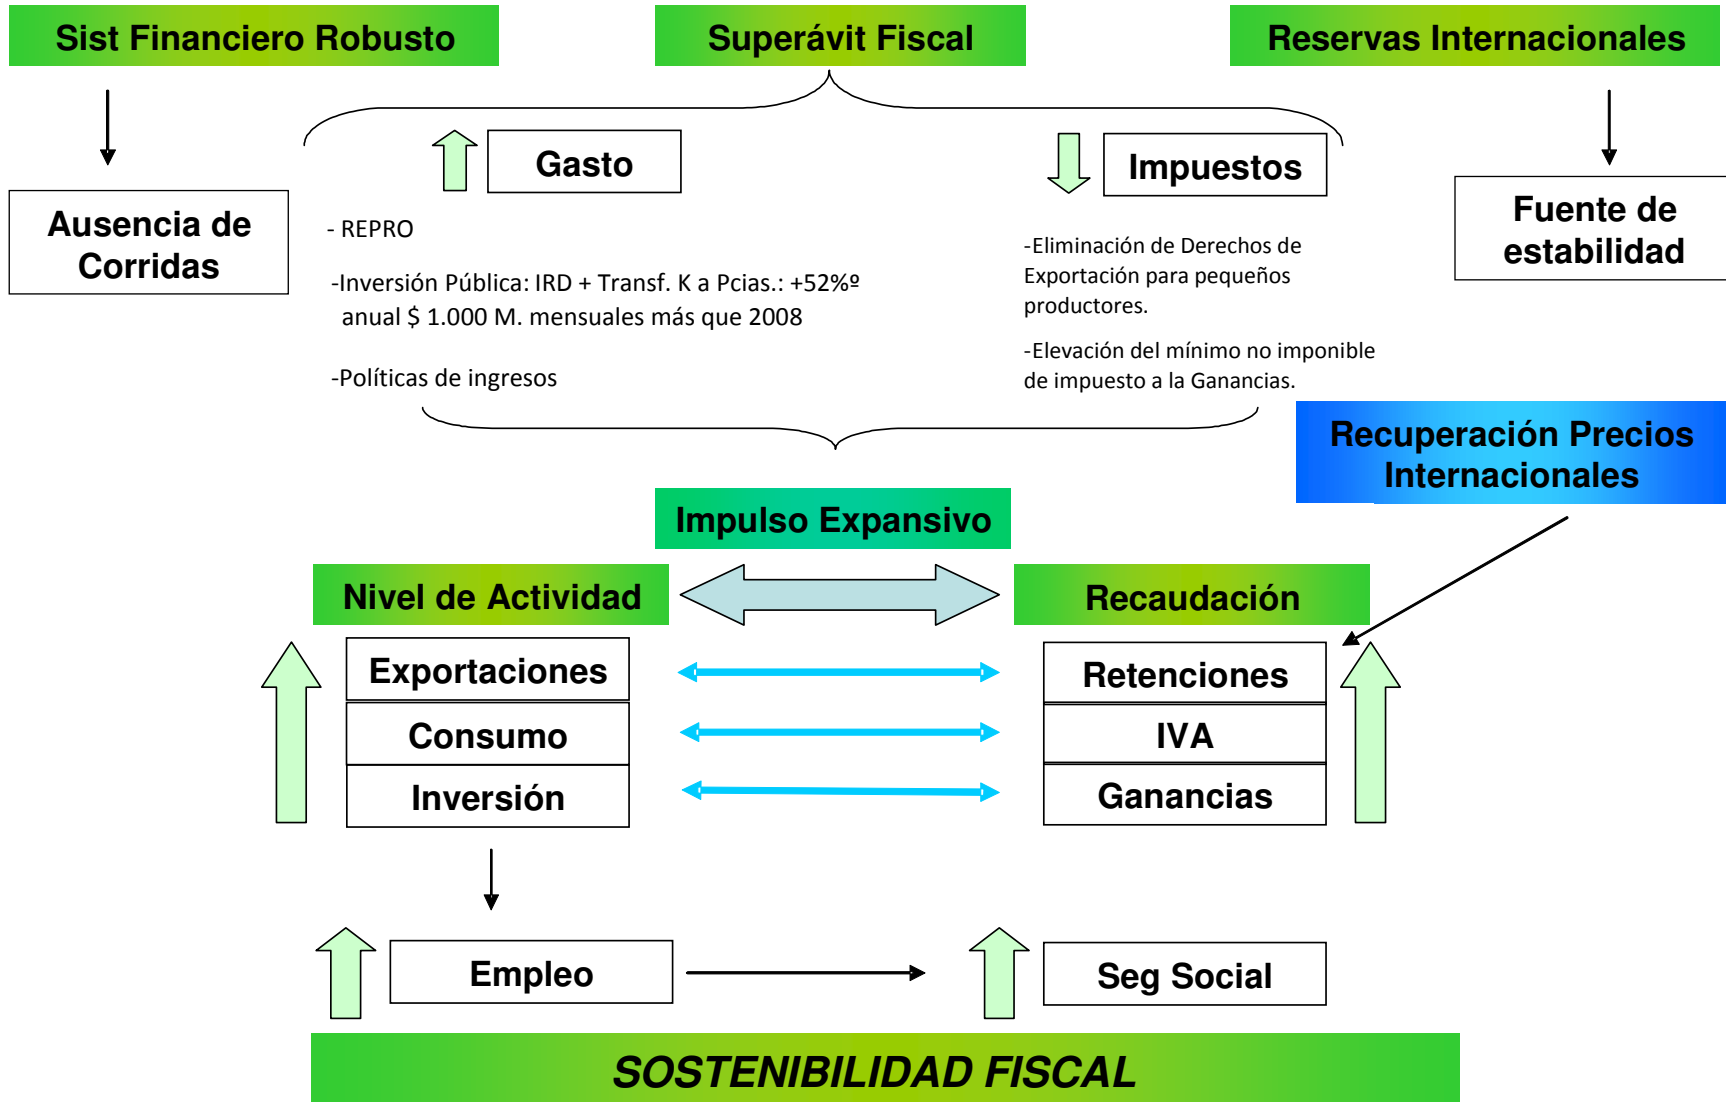 Sist Financiero Robusto
Superávit Fiscal
Reservas Internacionales
Gasto
Impuestos
Ausencia de
Corridas
Fuente de
estabilidad
- REPRO
-Inversión Pública: IRD + Transf. K a Pcias.: +52%º
anual $ 1.000 M. mensuales más que 2008
-Políticas de ingresos
-Eliminación de Derechos de
Exportación para pequeños
productores.
-Elevación del mínimo no imponible
de impuesto a la Ganancias.
Recuperación Precios
Internacionales
Impulso Expansivo
Nivel de Actividad
Recaudación
Exportaciones
Retenciones
Consumo
IVA
Inversión
Ganancias
Empleo
Seg Social
SOSTENIBILIDAD FISCAL